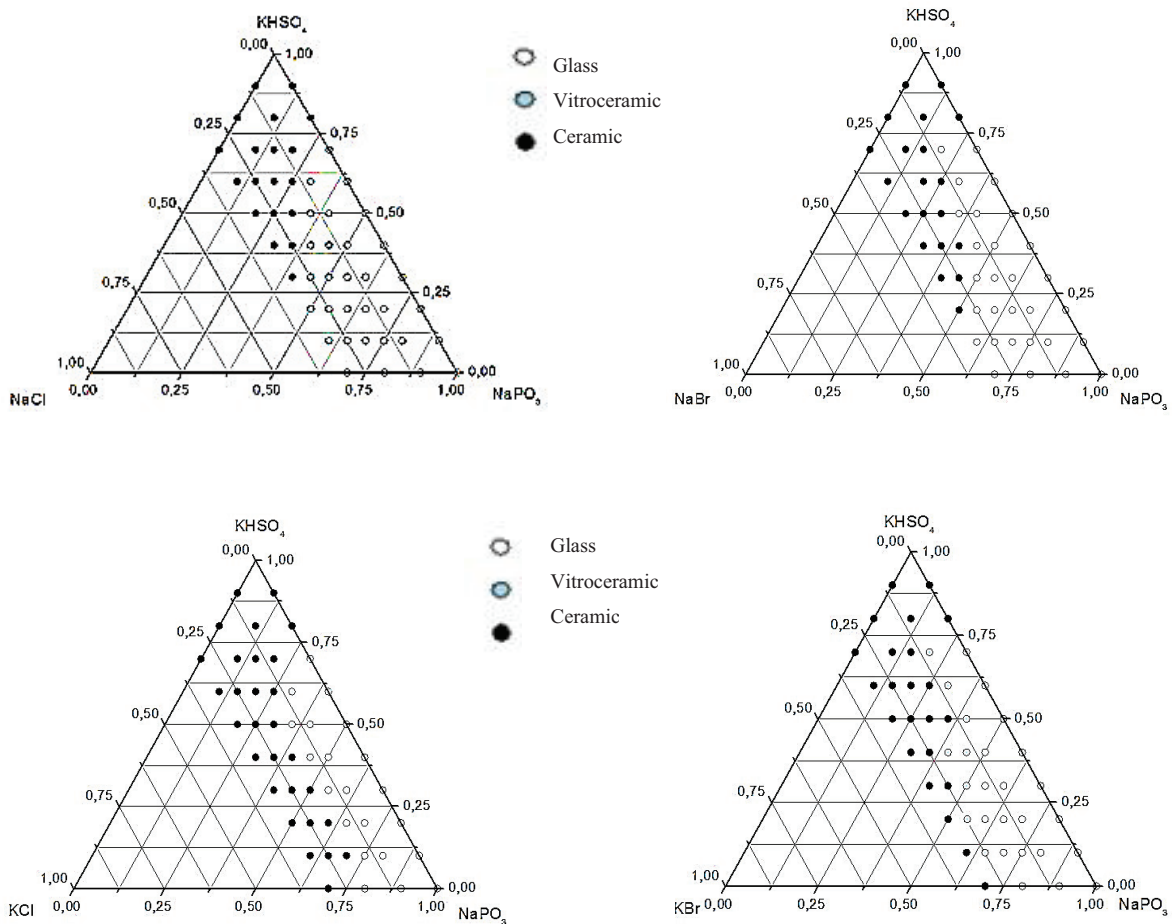 KHSO4
0,00 1,00
0,25 0,75
0,50 0,50
0,75 0,25
1,00 0,00
0,00 0,25 0,50 0,75 1,00
NaCl NaPO3
Glass
Vitroceramic
Ceramic
KHSO4
0,00 1,00
0,25 0,75
0,50 0,50
0,75 0,25
1,00 0,00
0,00 0,25 0,50 0,75 1,00
NaBr NaPO3
KHSO4
0,00 1,00
0,25 0,75
0,50 0,50
0,75 0,25
1,00 0,00
0,00 0,25 0,50 0,75 1,00
KCl NaPO3
Glass
Vitroceramic
Ceramic
KHSO4
0,00 1,00
0,25 0,75
0,50 0,50
0,75 0,25
1,00 0,00
0,00 0,25 0,50 0,75 1,00
KBr NaPO3